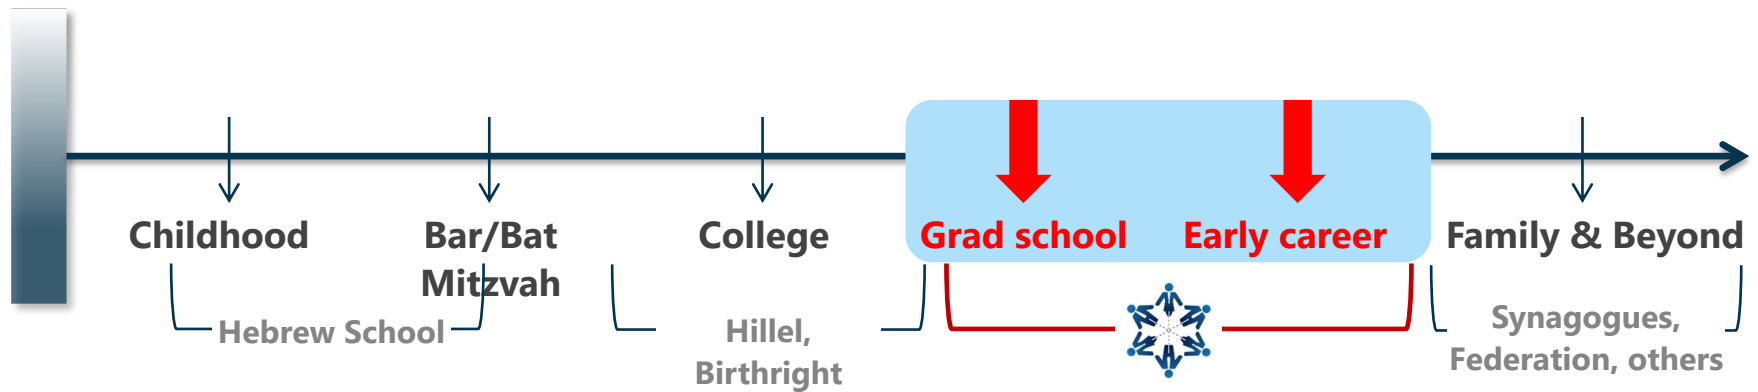 Childhood
Bar/Bat
Mitzvah
College
Grad school
Early career
Family & Beyond
Hebrew School
Hillel,
Birthright
Synagogues,
Federation, others